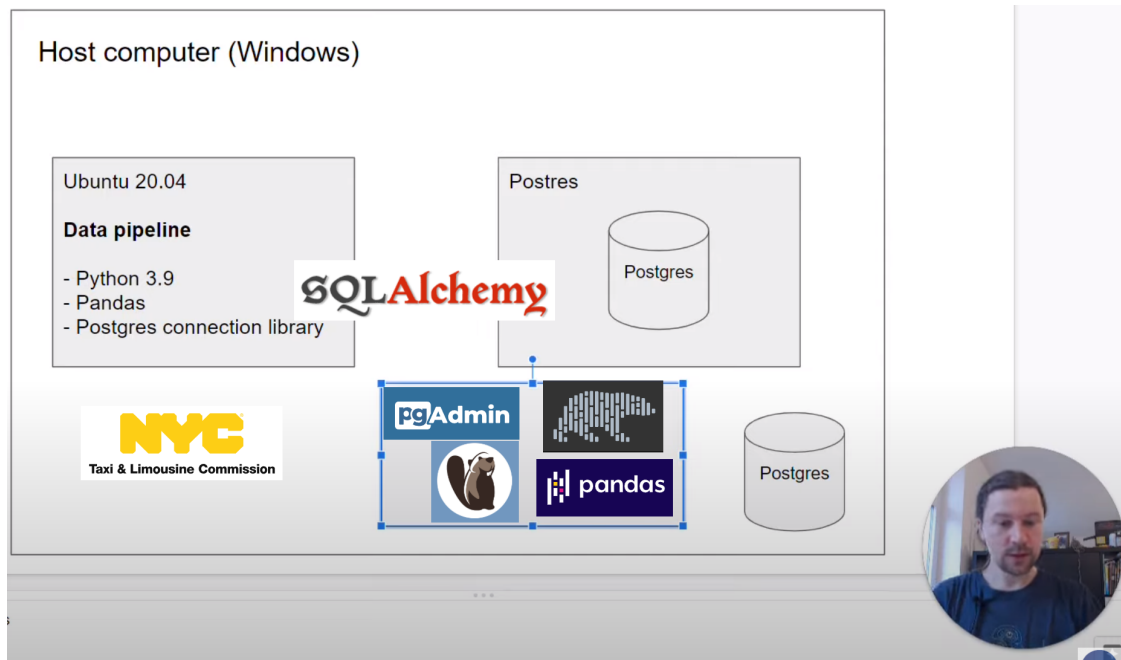 Host computer (Windows)
Ubuntu 20.04
Data pipeline
- Python 3.9
- Pandas
- Postgres connection library
SQLAlchemy
Postres
Postgres
NYC
Taxi & Limousine Commission
pgAdmin
pandas
Postgres
s